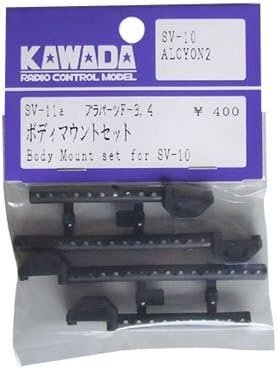 KAWADA
RADIO CONTROL MODEL
SV-10
ALCYON2
SV-11a プラパーツF-3,4 ¥ 400
ボディマウントセット
Body Mount set for SV-10